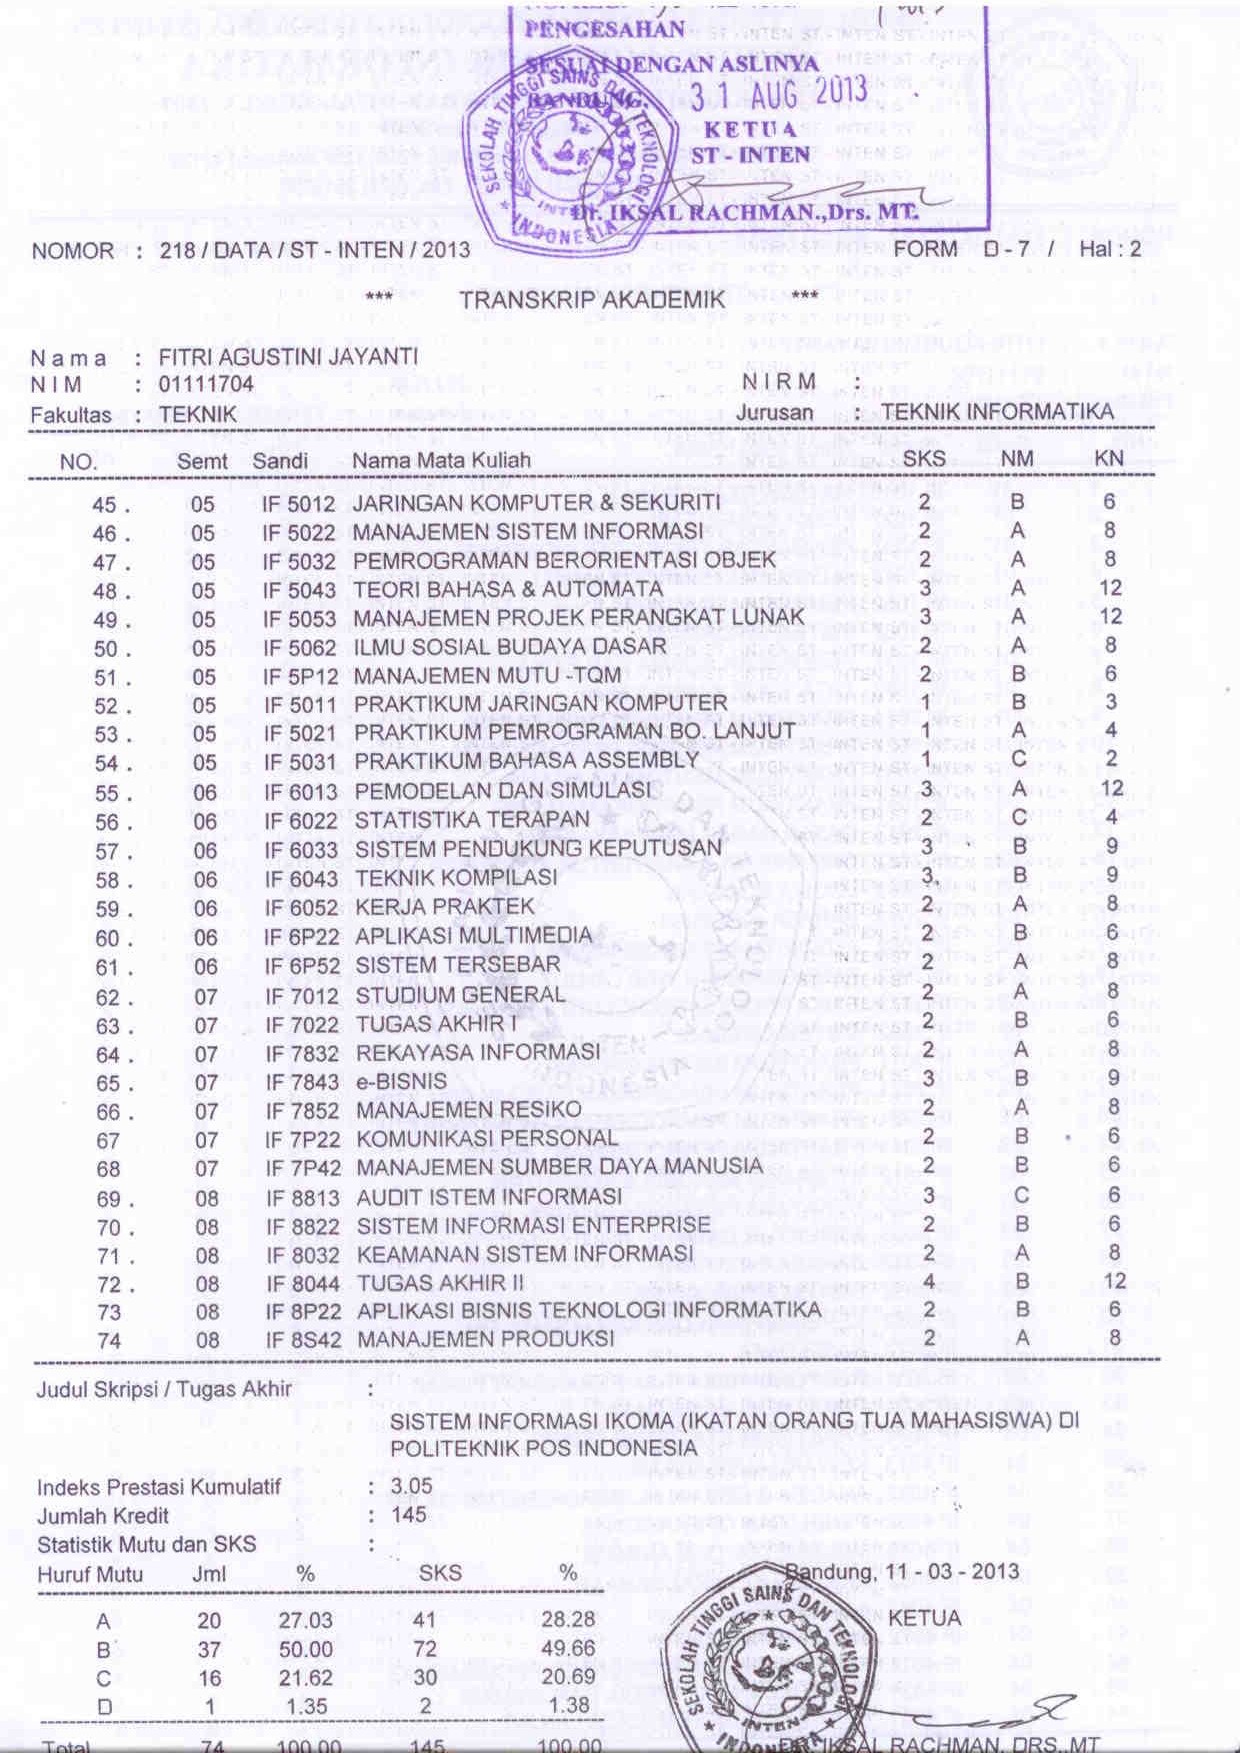 PENGESAHAN
SESUAI DENGAN ASLINYA
BANDUNG, 31 AUG 2013
KETUA
ST - INTEN
Dr. IKSAL RACHMAN.,Drs. MT.
SEKOLAH TINGGI SAINS DAN TEKNOLOGI
INTEN
INDONESIA
NOMOR : 218 / DATA / ST - INTEN / 2013 FORM D - 7 / Hal : 2
*** TRANSKRIP AKADEMIK ***
Nama : FITRI AGUSTINI JAYANTI
NIM : 01111704 NIRM :
Fakultas : TEKNIK Jurusan : TEKNIK INFORMATIKA
NO. Semt Sandi Nama Mata Kuliah SKS NM KN
45 . 05 IF 5012 JARINGAN KOMPUTER & SEKURITI 2 B 6
46 . 05 IF 5022 MANAJEMEN SISTEM INFORMASI 2 A 8
47 . 05 IF 5032 PEMROGRAMAN BERORIENTASI OBJEK 2 A 8
48 . 05 IF 5043 TEORI BAHASA & AUTOMATA 3 A 12
49 . 05 IF 5053 MANAJEMEN PROJEK PERANGKAT LUNAK 3 A 12
50 . 05 IF 5062 ILMU SOSIAL BUDAYA DASAR 2 A 8
51 . 05 IF 5P12 MANAJEMEN MUTU -TQM 2 B 6
52 . 05 IF 5011 PRAKTIKUM JARINGAN KOMPUTER 1 B 3
53 . 05 IF 5021 PRAKTIKUM PEMROGRAMAN BO. LANJUT 1 A 4
54 . 05 IF 5031 PRAKTIKUM BAHASA ASSEMBLY 1 C 2
55 . 06 IF 6013 PEMODELAN DAN SIMULASI 3 A 12
56 . 06 IF 6022 STATISTIKA TERAPAN 2 C 4
57 . 06 IF 6033 SISTEM PENDUKUNG KEPUTUSAN 3 B 9
58 . 06 IF 6043 TEKNIK KOMPILASI 3 B 9
59 . 06 IF 6052 KERJA PRAKTEK 2 A 8
60 . 06 IF 6P22 APLIKASI MULTIMEDIA 2 B 6
61 . 06 IF 6P52 SISTEM TERSEBAR 2 A 8
62 . 07 IF 7012 STUDIUM GENERAL 2 A 8
63 . 07 IF 7022 TUGAS AKHIR I 2 B 6
64 . 07 IF 7832 REKAYASA INFORMASI 2 A 8
65 . 07 IF 7843 e-BISNIS 3 B 9
66 . 07 IF 7852 MANAJEMEN RESIKO 2 A 8
67 07 IF 7P22 KOMUNIKASI PERSONAL 2 B 6
68 07 IF 7P42 MANAJEMEN SUMBER DAYA MANUSIA 2 B 6
69 . 08 IF 8813 AUDIT ISTEM INFORMASI 3 C 6
70 . 08 IF 8822 SISTEM INFORMASI ENTERPRISE 2 B 6
71 . 08 IF 8032 KEAMANAN SISTEM INFORMASI 2 A 8
72 . 08 IF 8044 TUGAS AKHIR II 4 B 12
73 08 IF 8P22 APLIKASI BISNIS TEKNOLOGI INFORMATIKA 2 B 6
74 08 IF 8S42 MANAJEMEN PRODUKSI 2 A 8
Judul Skripsi / Tugas Akhir :
SISTEM INFORMASI IKOMA (IKATAN ORANG TUA MAHASISWA) DI
POLITEKNIK POS INDONESIA
Indeks Prestasi Kumulatif : 3.05
Jumlah Kredit : 145
Statistik Mutu dan SKS :
Huruf Mutu Jml % SKS %
A 20 27.03 41 28.28
B 37 50.00 72 49.66
C 16 21.62 30 20.69
D 1 1.35 2 1.38
Total 74 100.00 145 100.00
Bandung, 11 - 03 - 2013
KETUA
SEKOLAH TINGGI SAINS DAN TEKNOLOGI
INTEN
INDONESIA
IKSAL RACHMAN, DRS.,MT